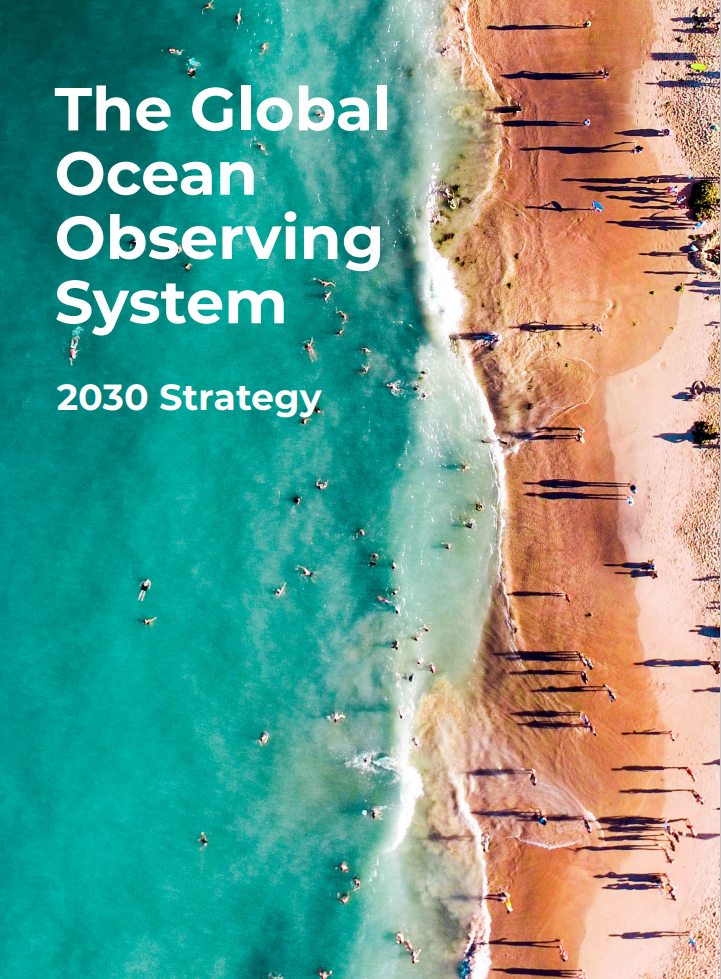 The Global
Ocean
Observing
System
2030 Strategy